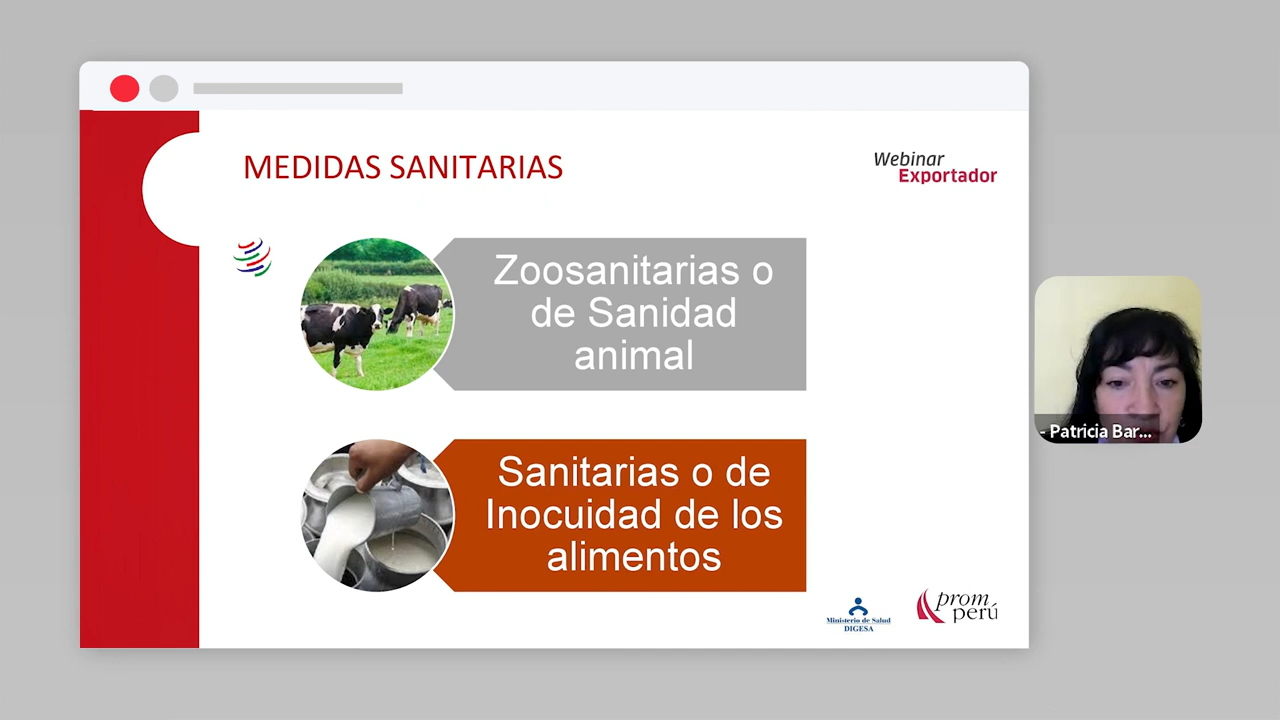 MEDIDAS SANITARIAS
Webinar
Exportador
Zoosanitarias o
de Sanidad
animal
- Patricia Bar...
Sanitarias o de
Inocuidad de los
alimentos
Ministerio de Salud
DIGESA
prom
perú